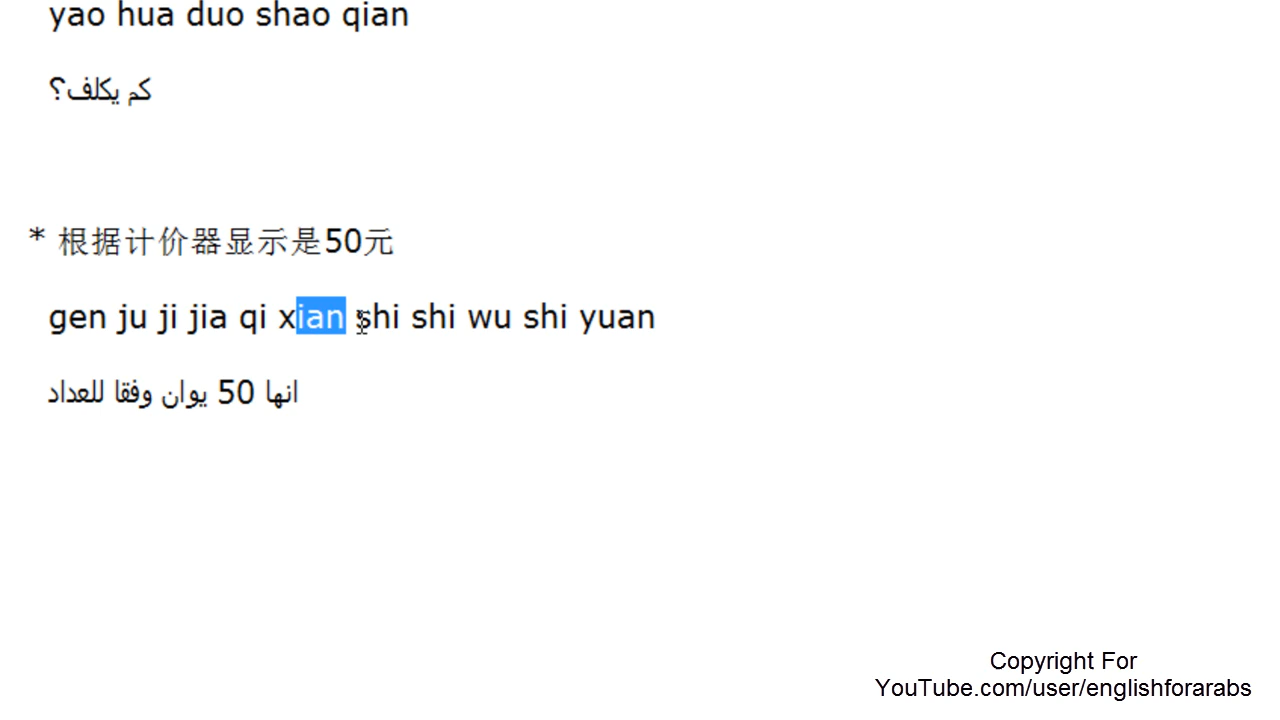 yao hua duo shao qian
كم يكلف؟
* 根据计价器显示是50元
gen ju ji jia qi xian shi shi wu shi yuan
انها 50 يوان وفقا للعداد
Copyright For
YouTube.com/user/englishforarabs